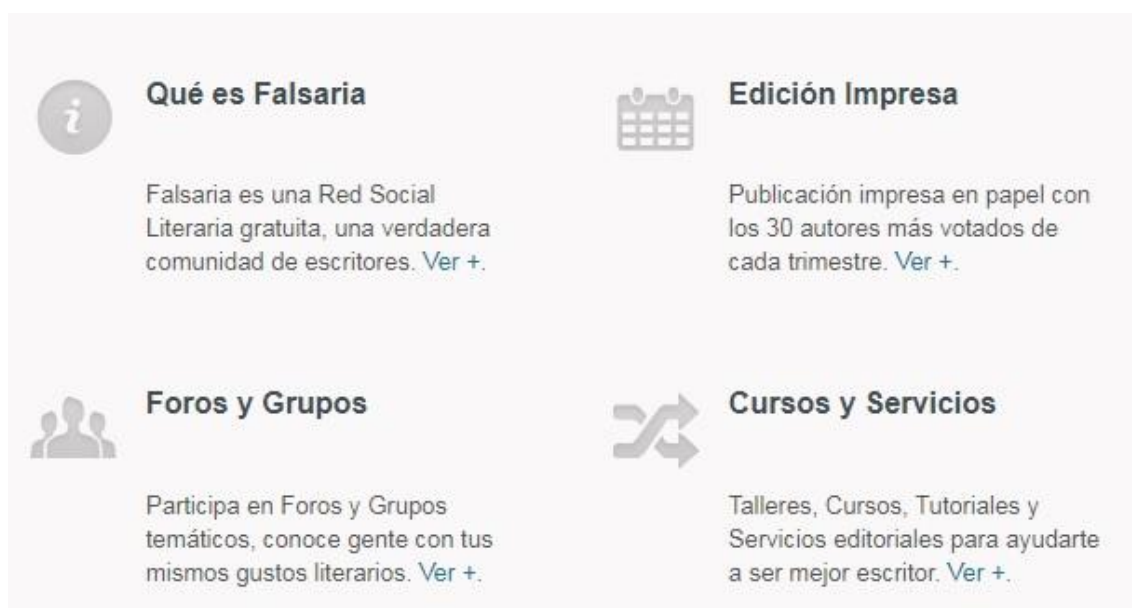 Qué es Falsaria
Falsaria es una Red Social
Literaria gratuita, una verdadera
comunidad de escritores. Ver +.
Edición Impresa
Publicación impresa en papel con
los 30 autores más votados de
cada trimestre. Ver +.
Foros y Grupos
Participa en Foros y Grupos
temáticos, conoce gente con tus
mismos gustos literarios. Ver +.
Cursos y Servicios
Talleres, Cursos, Tutoriales y
Servicios editoriales para ayudarte
a ser mejor escritor. Ver +.